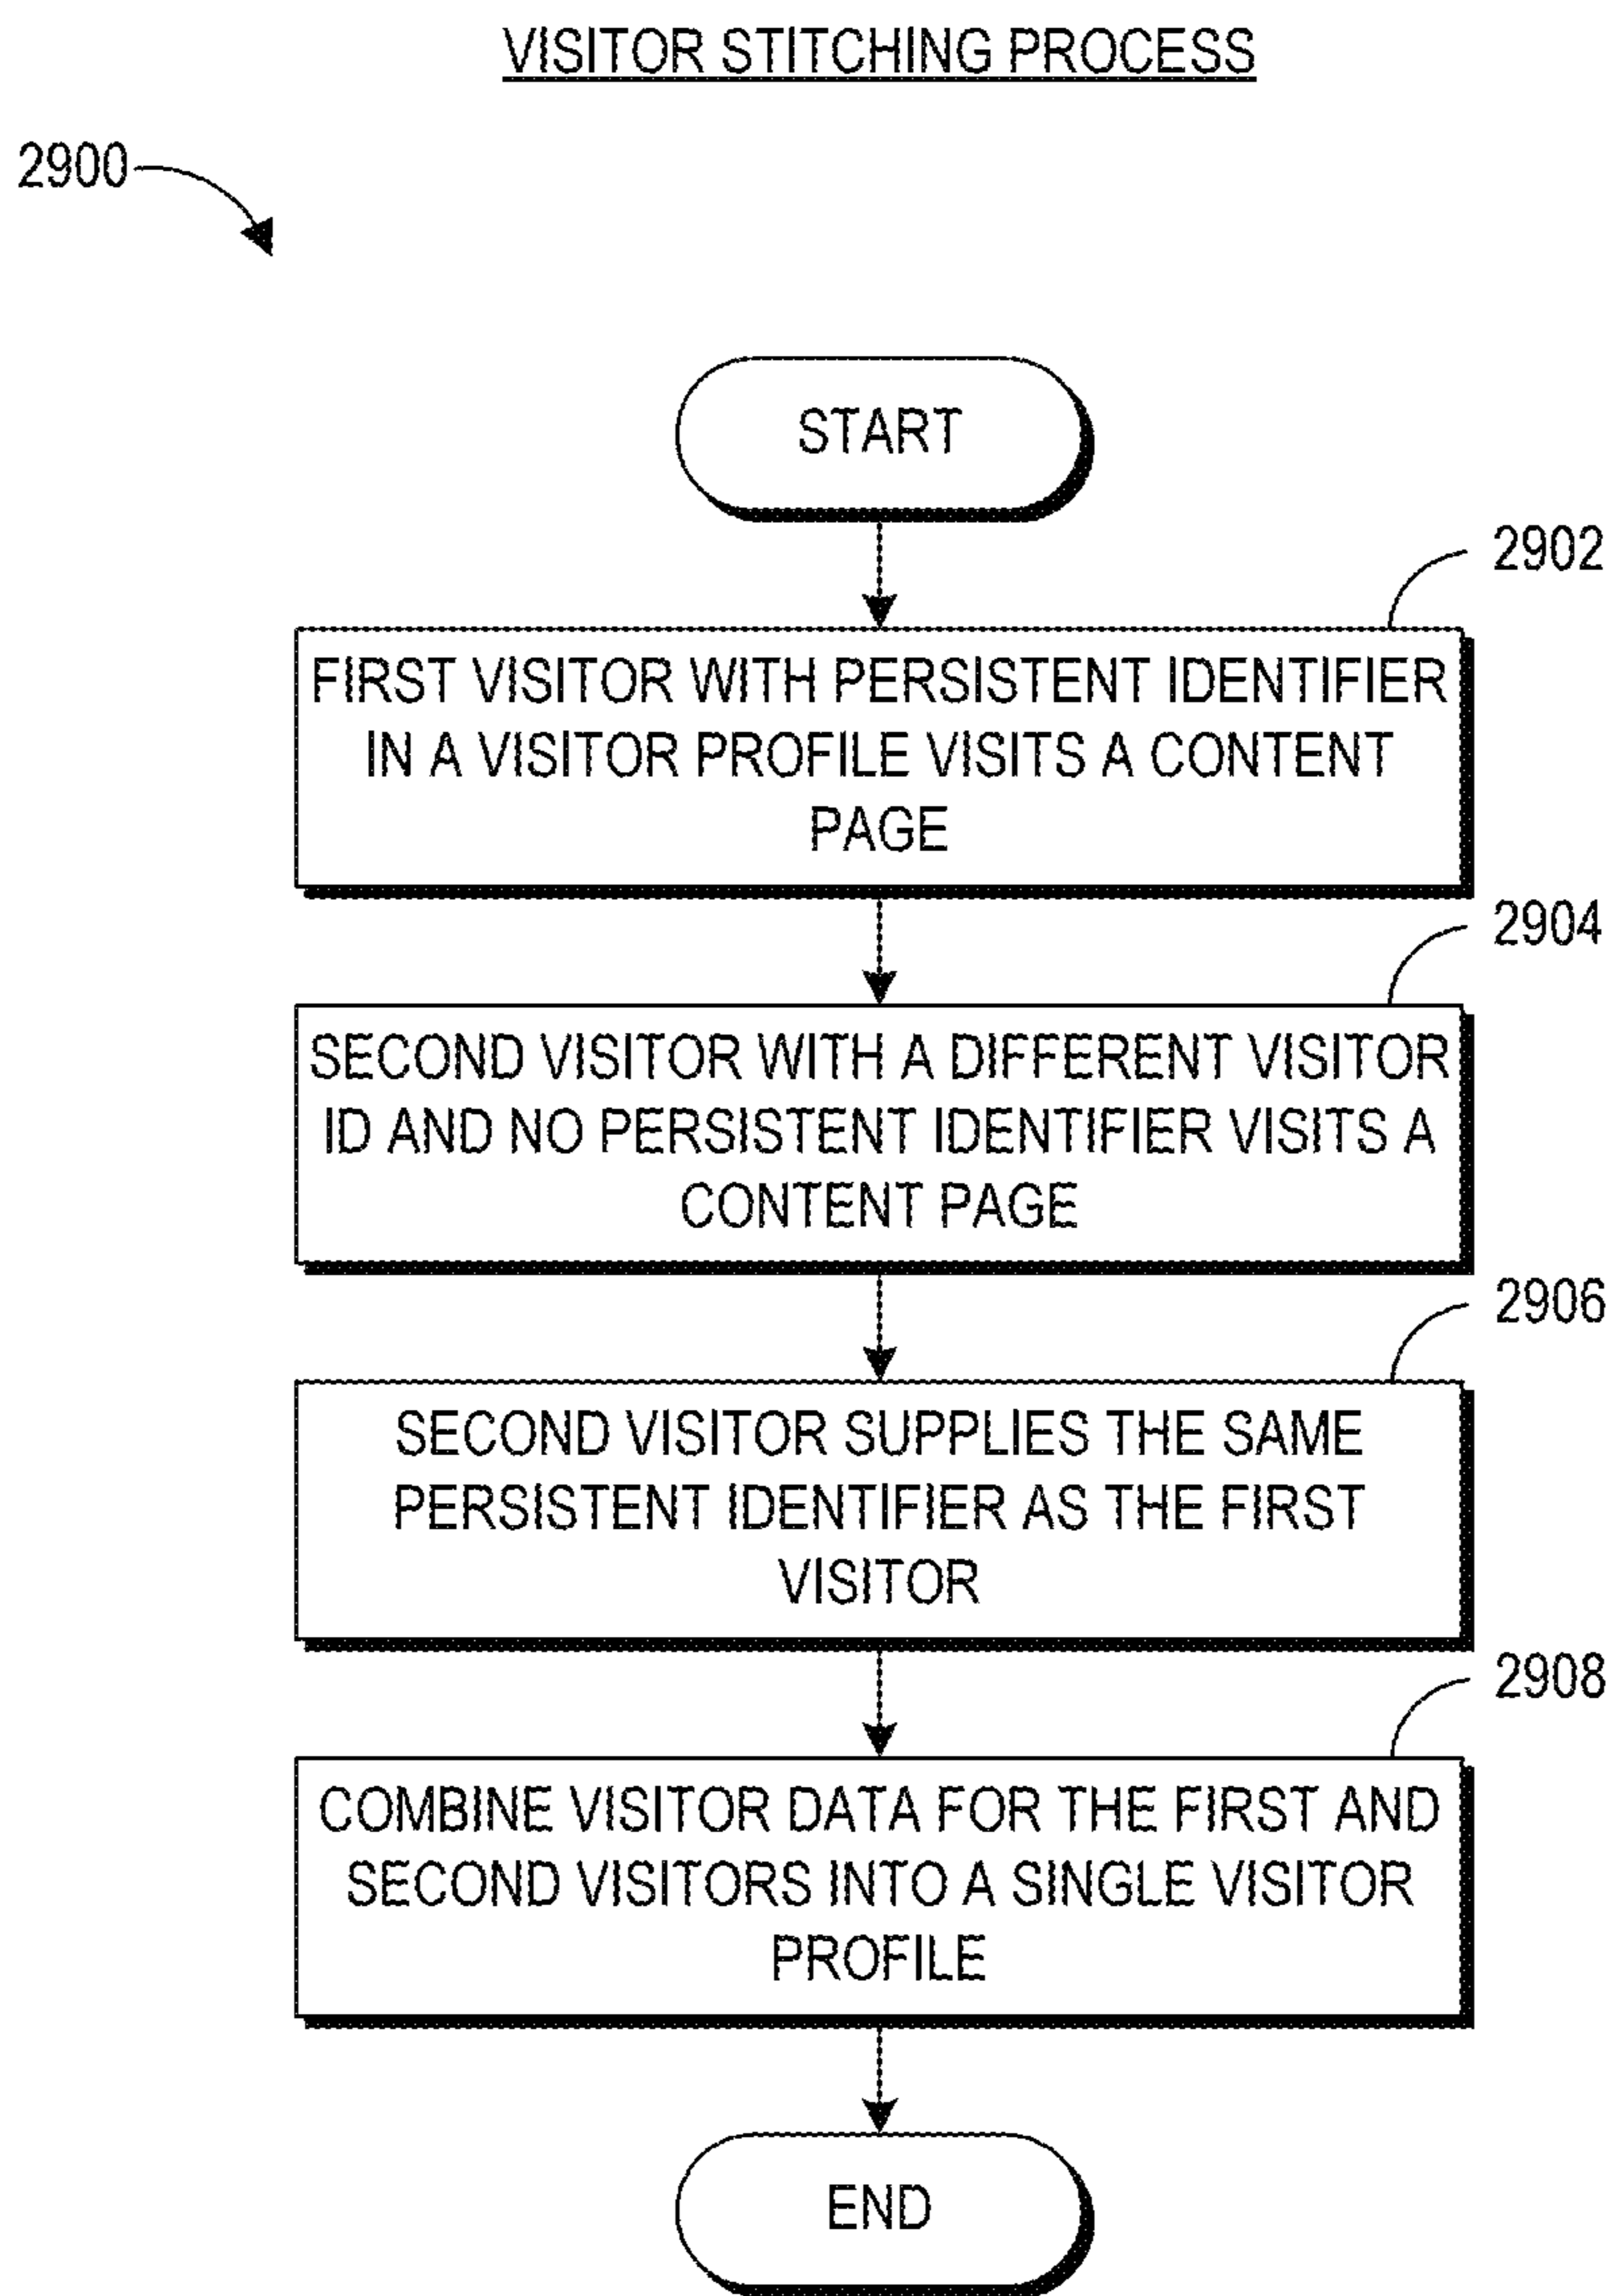 VISITOR STITCHING PROCESS
2900
START
2902
FIRST VISITOR WITH PERSISTENT IDENTIFIER
IN A VISITOR PROFILE VISITS A CONTENT
PAGE
2904
SECOND VISITOR WITH A DIFFERENT VISITOR
ID AND NO PERSISTENT IDENTIFIER VISITS A
CONTENT PAGE
2906
SECOND VISITOR SUPPLIES THE SAME
PERSISTENT IDENTIFIER AS THE FIRST
VISITOR
2908
COMBINE VISITOR DATA FOR THE FIRST AND
SECOND VISITORS INTO A SINGLE VISITOR
PROFILE
END